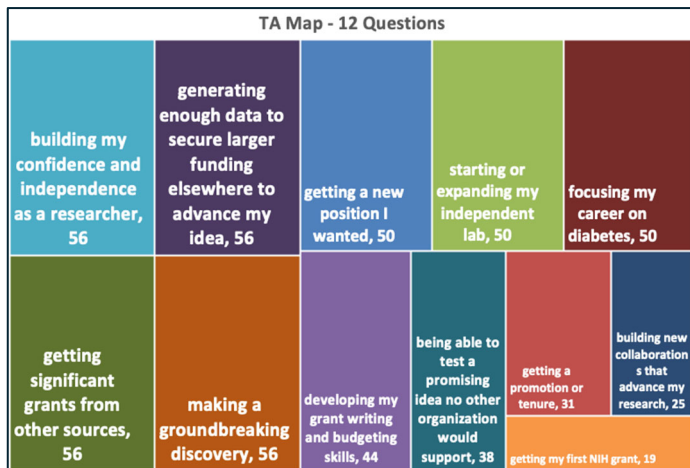 TA Map - 12 Questions
building my
confidence and
independence
as a researcher,
56
generating
enough data to
secure larger
funding
elsewhere to
advance my
idea, 56
getting a new
position I
wanted, 50
starting or
expanding my
independent
lab, 50
focusing my
career on
diabetes, 50
getting
significant
grants from
other sources,
56
making a
groundbreaking
discovery, 56
developing my
grant writing
and budgeting
skills, 44
being able to
test a
promising
idea no other
organization
would
support, 38
getting a
promotion or
tenure, 31
building new
collaboration
s that
advance my
research, 25
getting my first NIH grant, 19